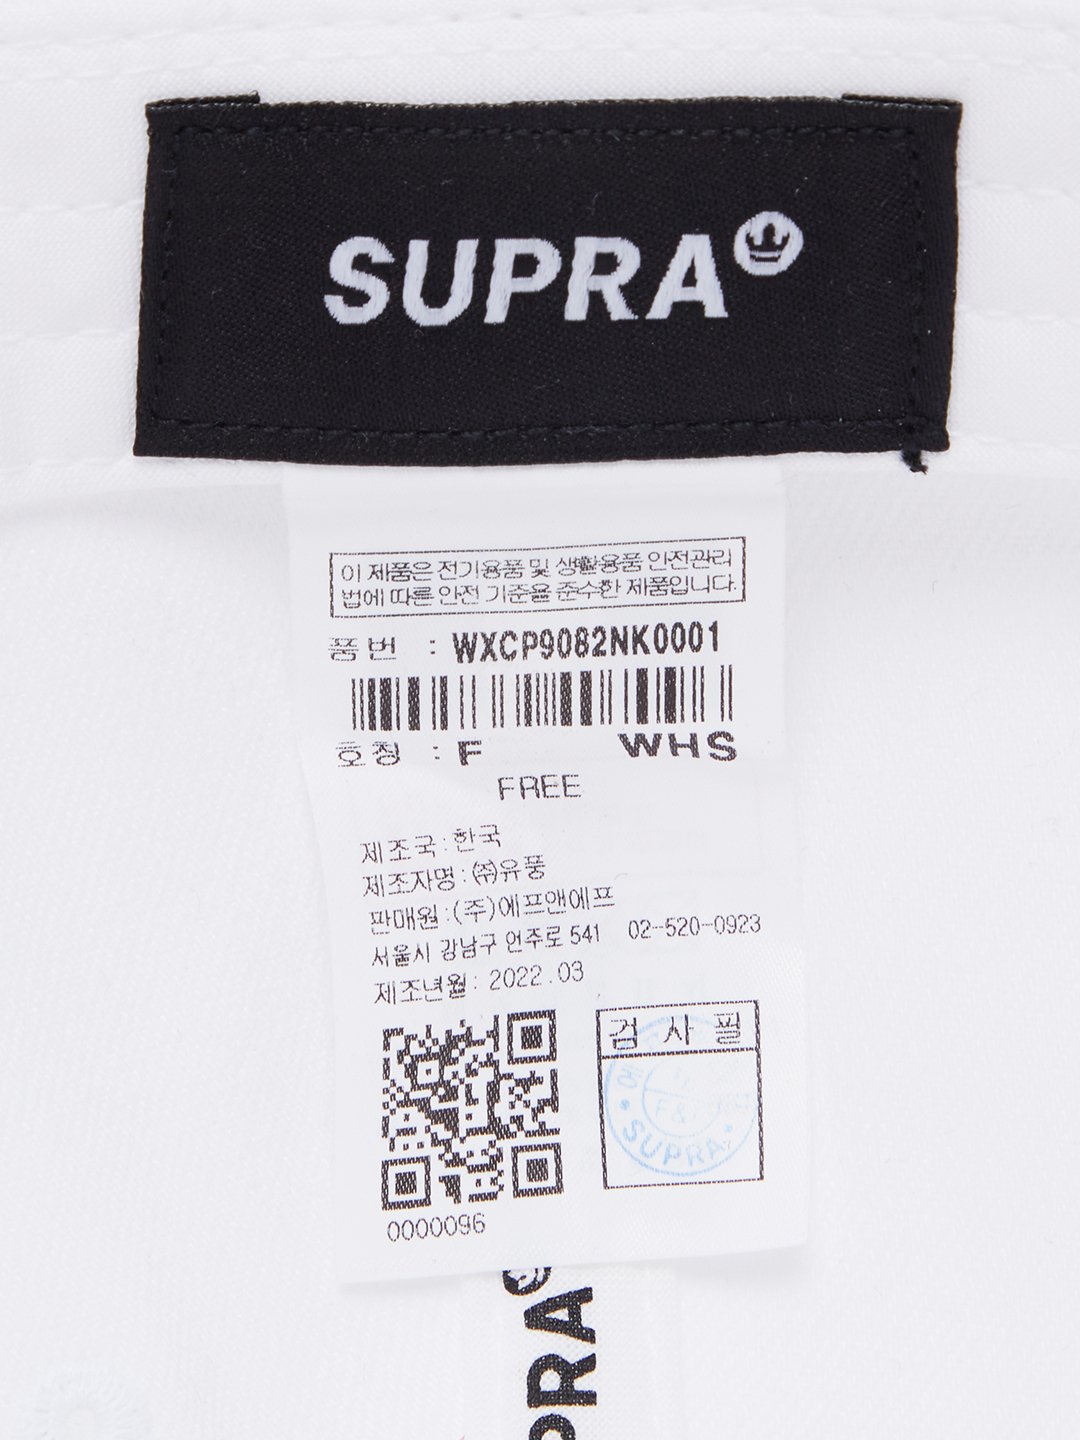 SUPRA
이 제품은 전기용품 및 생활용품 안전관리
법에 따른 안전 기준을 준수한 제품입니다.
품번 : WXCP9082NK0001
호칭 : F WHS
FREE
제조국 : 한국
제조자명 : ㈜유풍
판매원 : (주)에프앤에프
서울시 강남구 언주로 541 02-520-0923
제조년월 : 2022.03
검 사 필
SUPRA
0000096
PRA